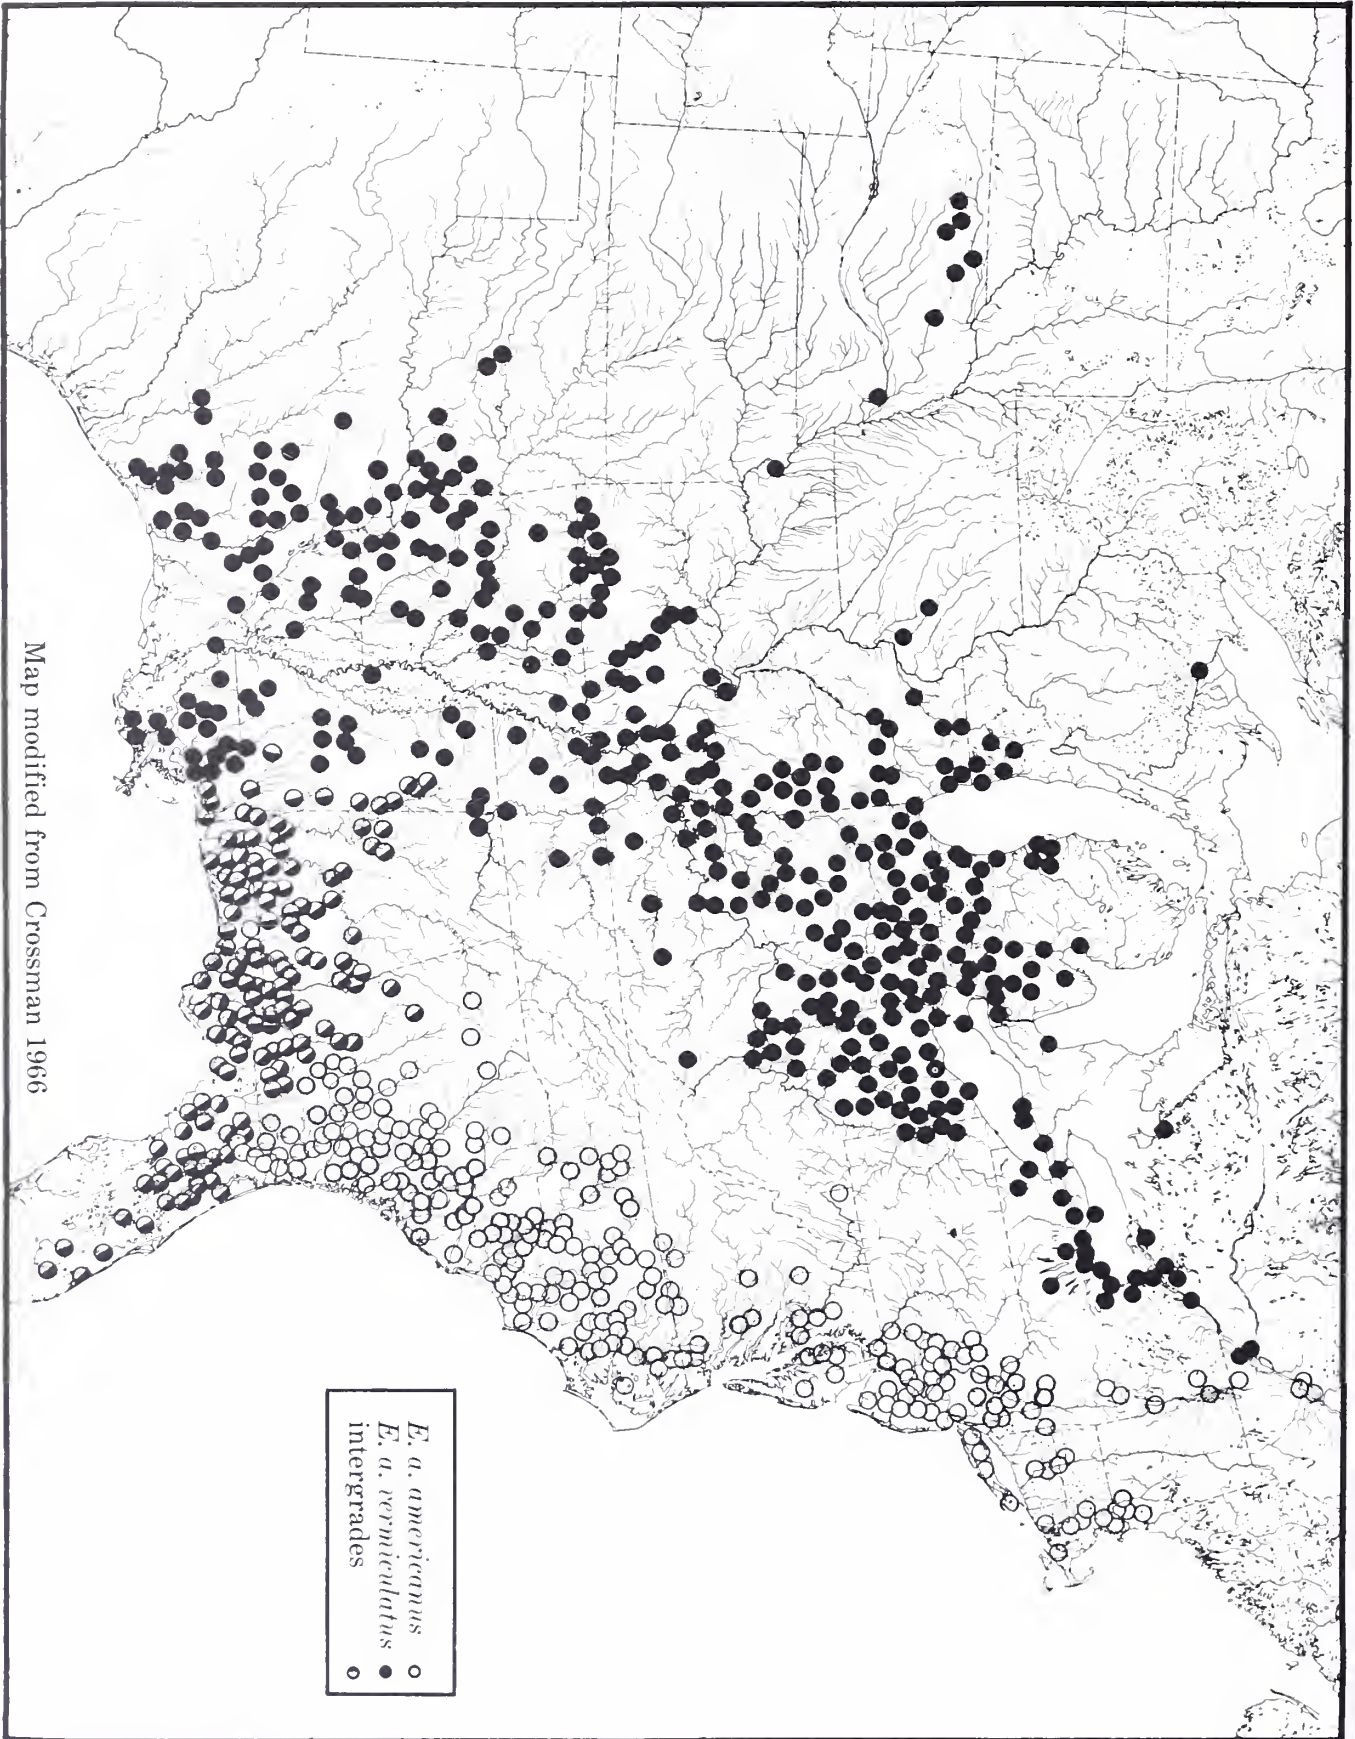 E. a. americanus
E. a. vermiculatus
intergrades
Map modified from Crossman 1966